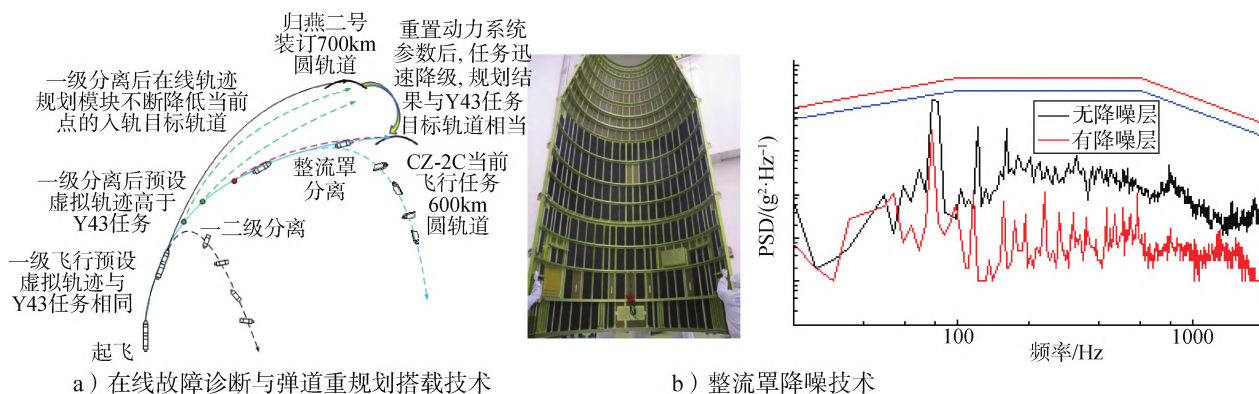 归燕二号
装订700km
圆轨道
重置动力系统
参数后, 任务迅
速降级, 规划结
果与Y43任务
目标轨道相当
一级分离后在线轨迹
规划模块不断降低当前
点的入轨目标轨道
整流罩
分离
CZ-2C当前
飞行任务
600km
圆轨道
一级分离后预设
虚拟轨迹高于
Y43任务
一二级分离
一级飞行预设
虚拟轨迹与
Y43任务相同
起飞
a）在线故障诊断与弹道重规划搭载技术
PSD/(g²·Hz⁻¹)
无降噪层
有降噪层
100
1000
频率/Hz
b）整流罩降噪技术